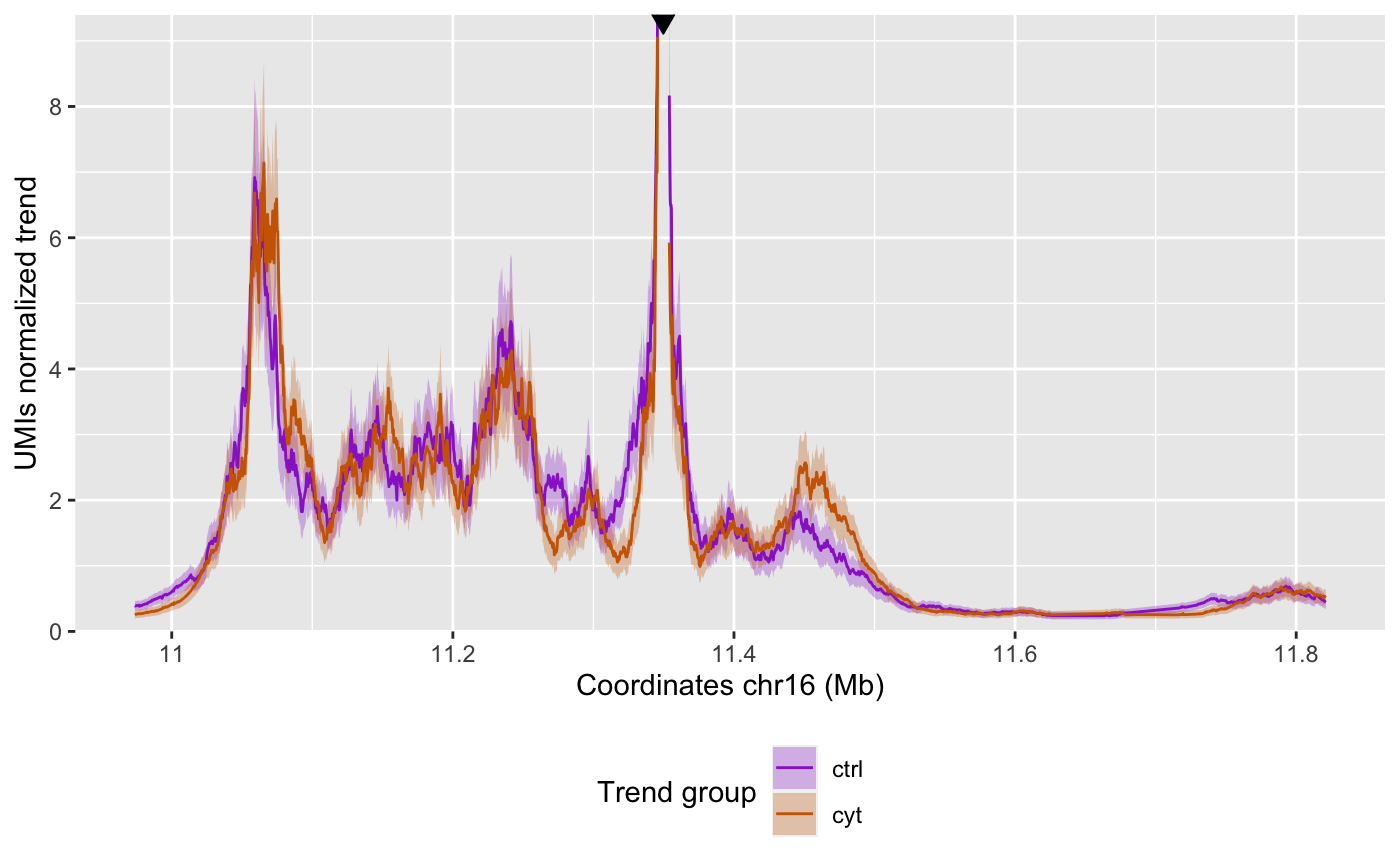 UMIs normalized trend
8
6
4
2
0
11
11.2
11.4
11.6
11.8
Coordinates chr16 (Mb)
Trend group
ctrl
cyt